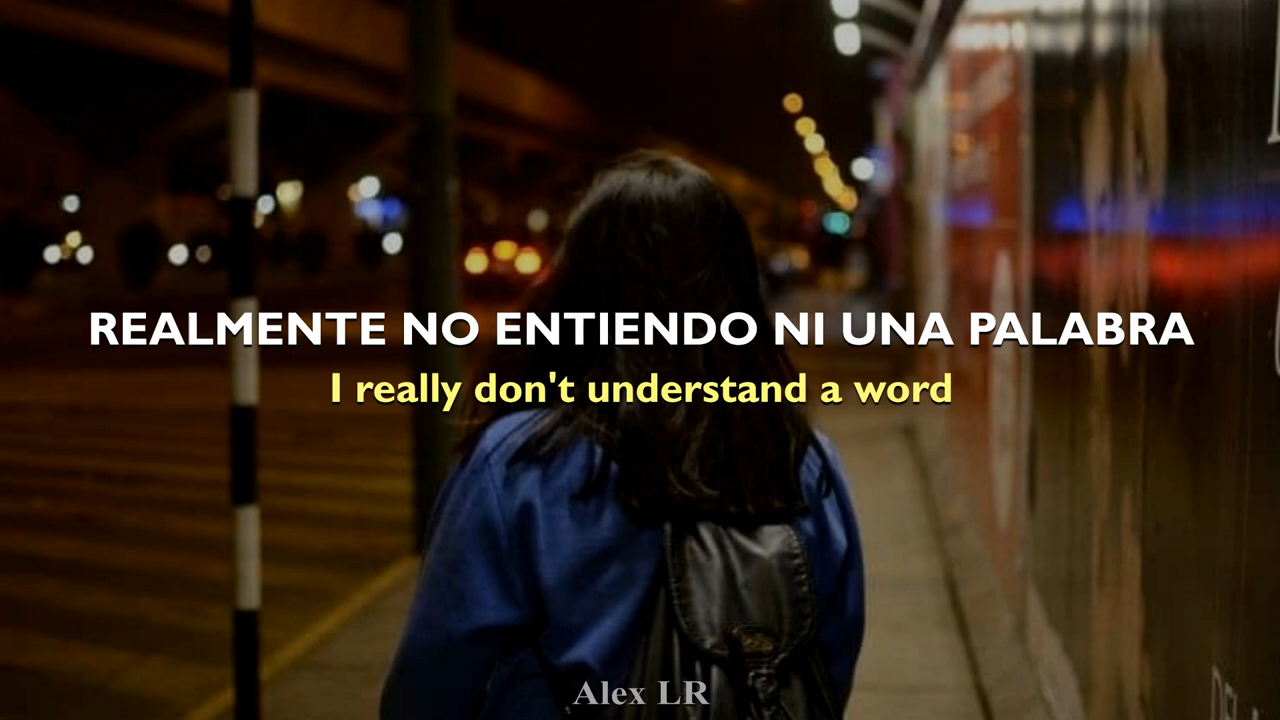 REALMENTE NO ENTIENDO NI UNA PALABRA
I really don't understand a word
Alex LR